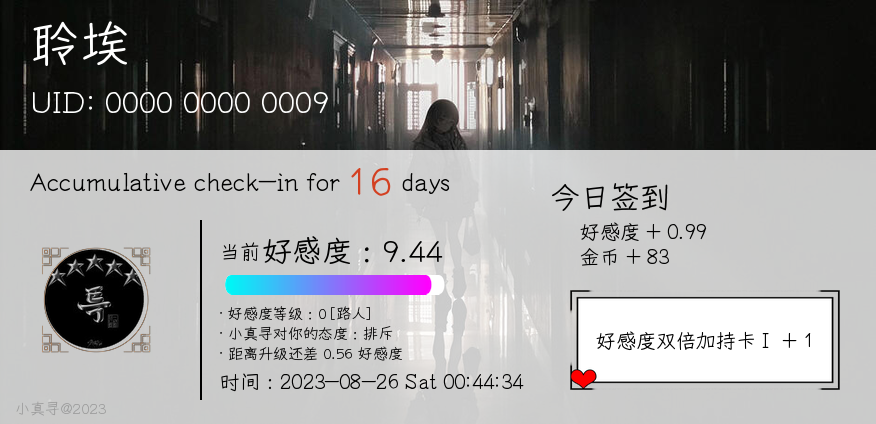 聆埃
UID: 0000 0000 0009
Accumulative check-in for 16 days
当前好感度：9.44
· 好感度等级：0 [路人]
· 小真寻对你的态度：排斥
· 距离升级还差 0.56 好感度
时间：2023-08-26 Sat 00:44:34
今日签到
好感度 + 0.99
金币 + 83
好感度双倍加持卡Ⅰ + 1
小真寻@2023